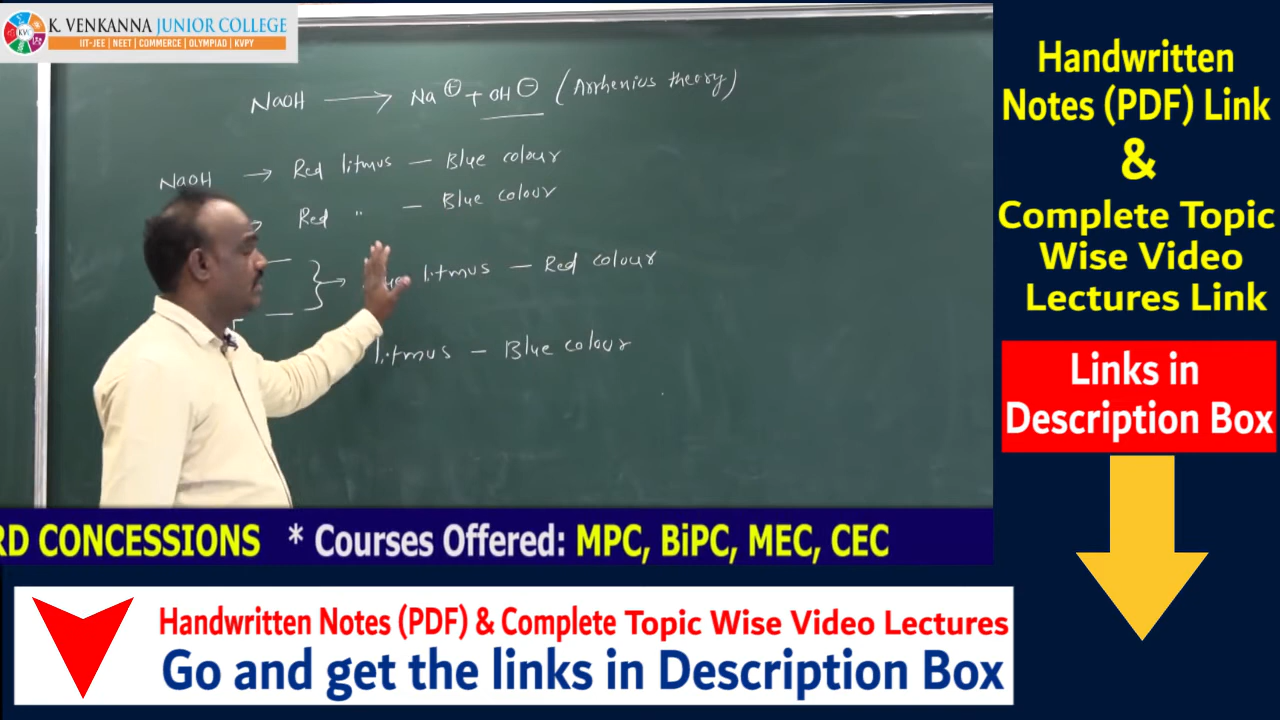 K. VENKANNA JUNIOR COLLEGE
IIT-JEE | NEET | COMMERCE | OLYMPIAD | KVPY
NaOH → Na⊕ + OH⊖ (Arrhenius theory)
NaOH → Red litmus — Blue colour
Red " — Blue colour
} → litmus — Red colour
litmus — Blue colour
RD CONCESSIONS * Courses Offered: MPC, BiPC, MEC, CEC
Handwritten Notes (PDF) & Complete Topic Wise Video Lectures
Go and get the links in Description Box
Handwritten
Notes (PDF) Link
&
Complete Topic
Wise Video
Lectures Link
Links in
Description Box